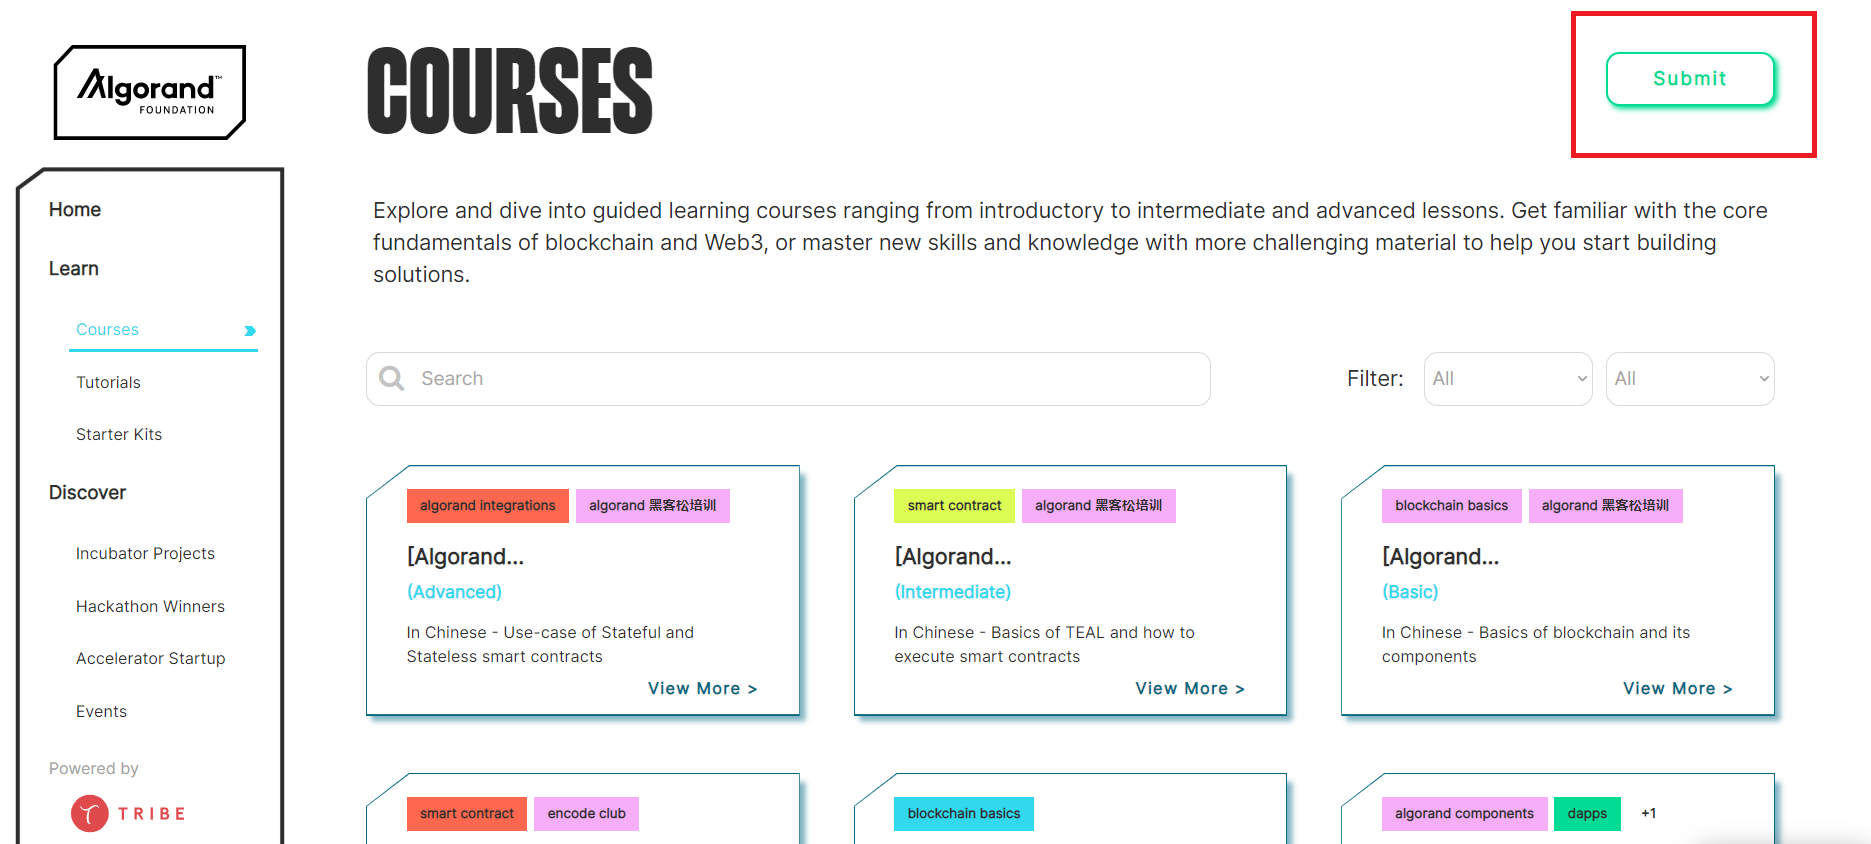 Algorand™
FOUNDATION
COURSES
Submit
Home
Learn
Courses
Tutorials
Starter Kits
Discover
Incubator Projects
Hackathon Winners
Accelerator Startup
Events
Powered by
TRIBE
Explore and dive into guided learning courses ranging from introductory to intermediate and advanced lessons. Get familiar with the core
fundamentals of blockchain and Web3, or master new skills and knowledge with more challenging material to help you start building
solutions.
Search
Filter:
All
All
algorand integrations
algorand 黑客松培训
[Algorand...
(Advanced)
In Chinese - Use-case of Stateful and
Stateless smart contracts
View More >
smart contract
algorand 黑客松培训
[Algorand...
(Intermediate)
In Chinese - Basics of TEAL and how to
execute smart contracts
View More >
blockchain basics
algorand 黑客松培训
[Algorand...
(Basic)
In Chinese - Basics of blockchain and its
components
View More >
smart contract
encode club
blockchain basics
algorand components
dapps
+1